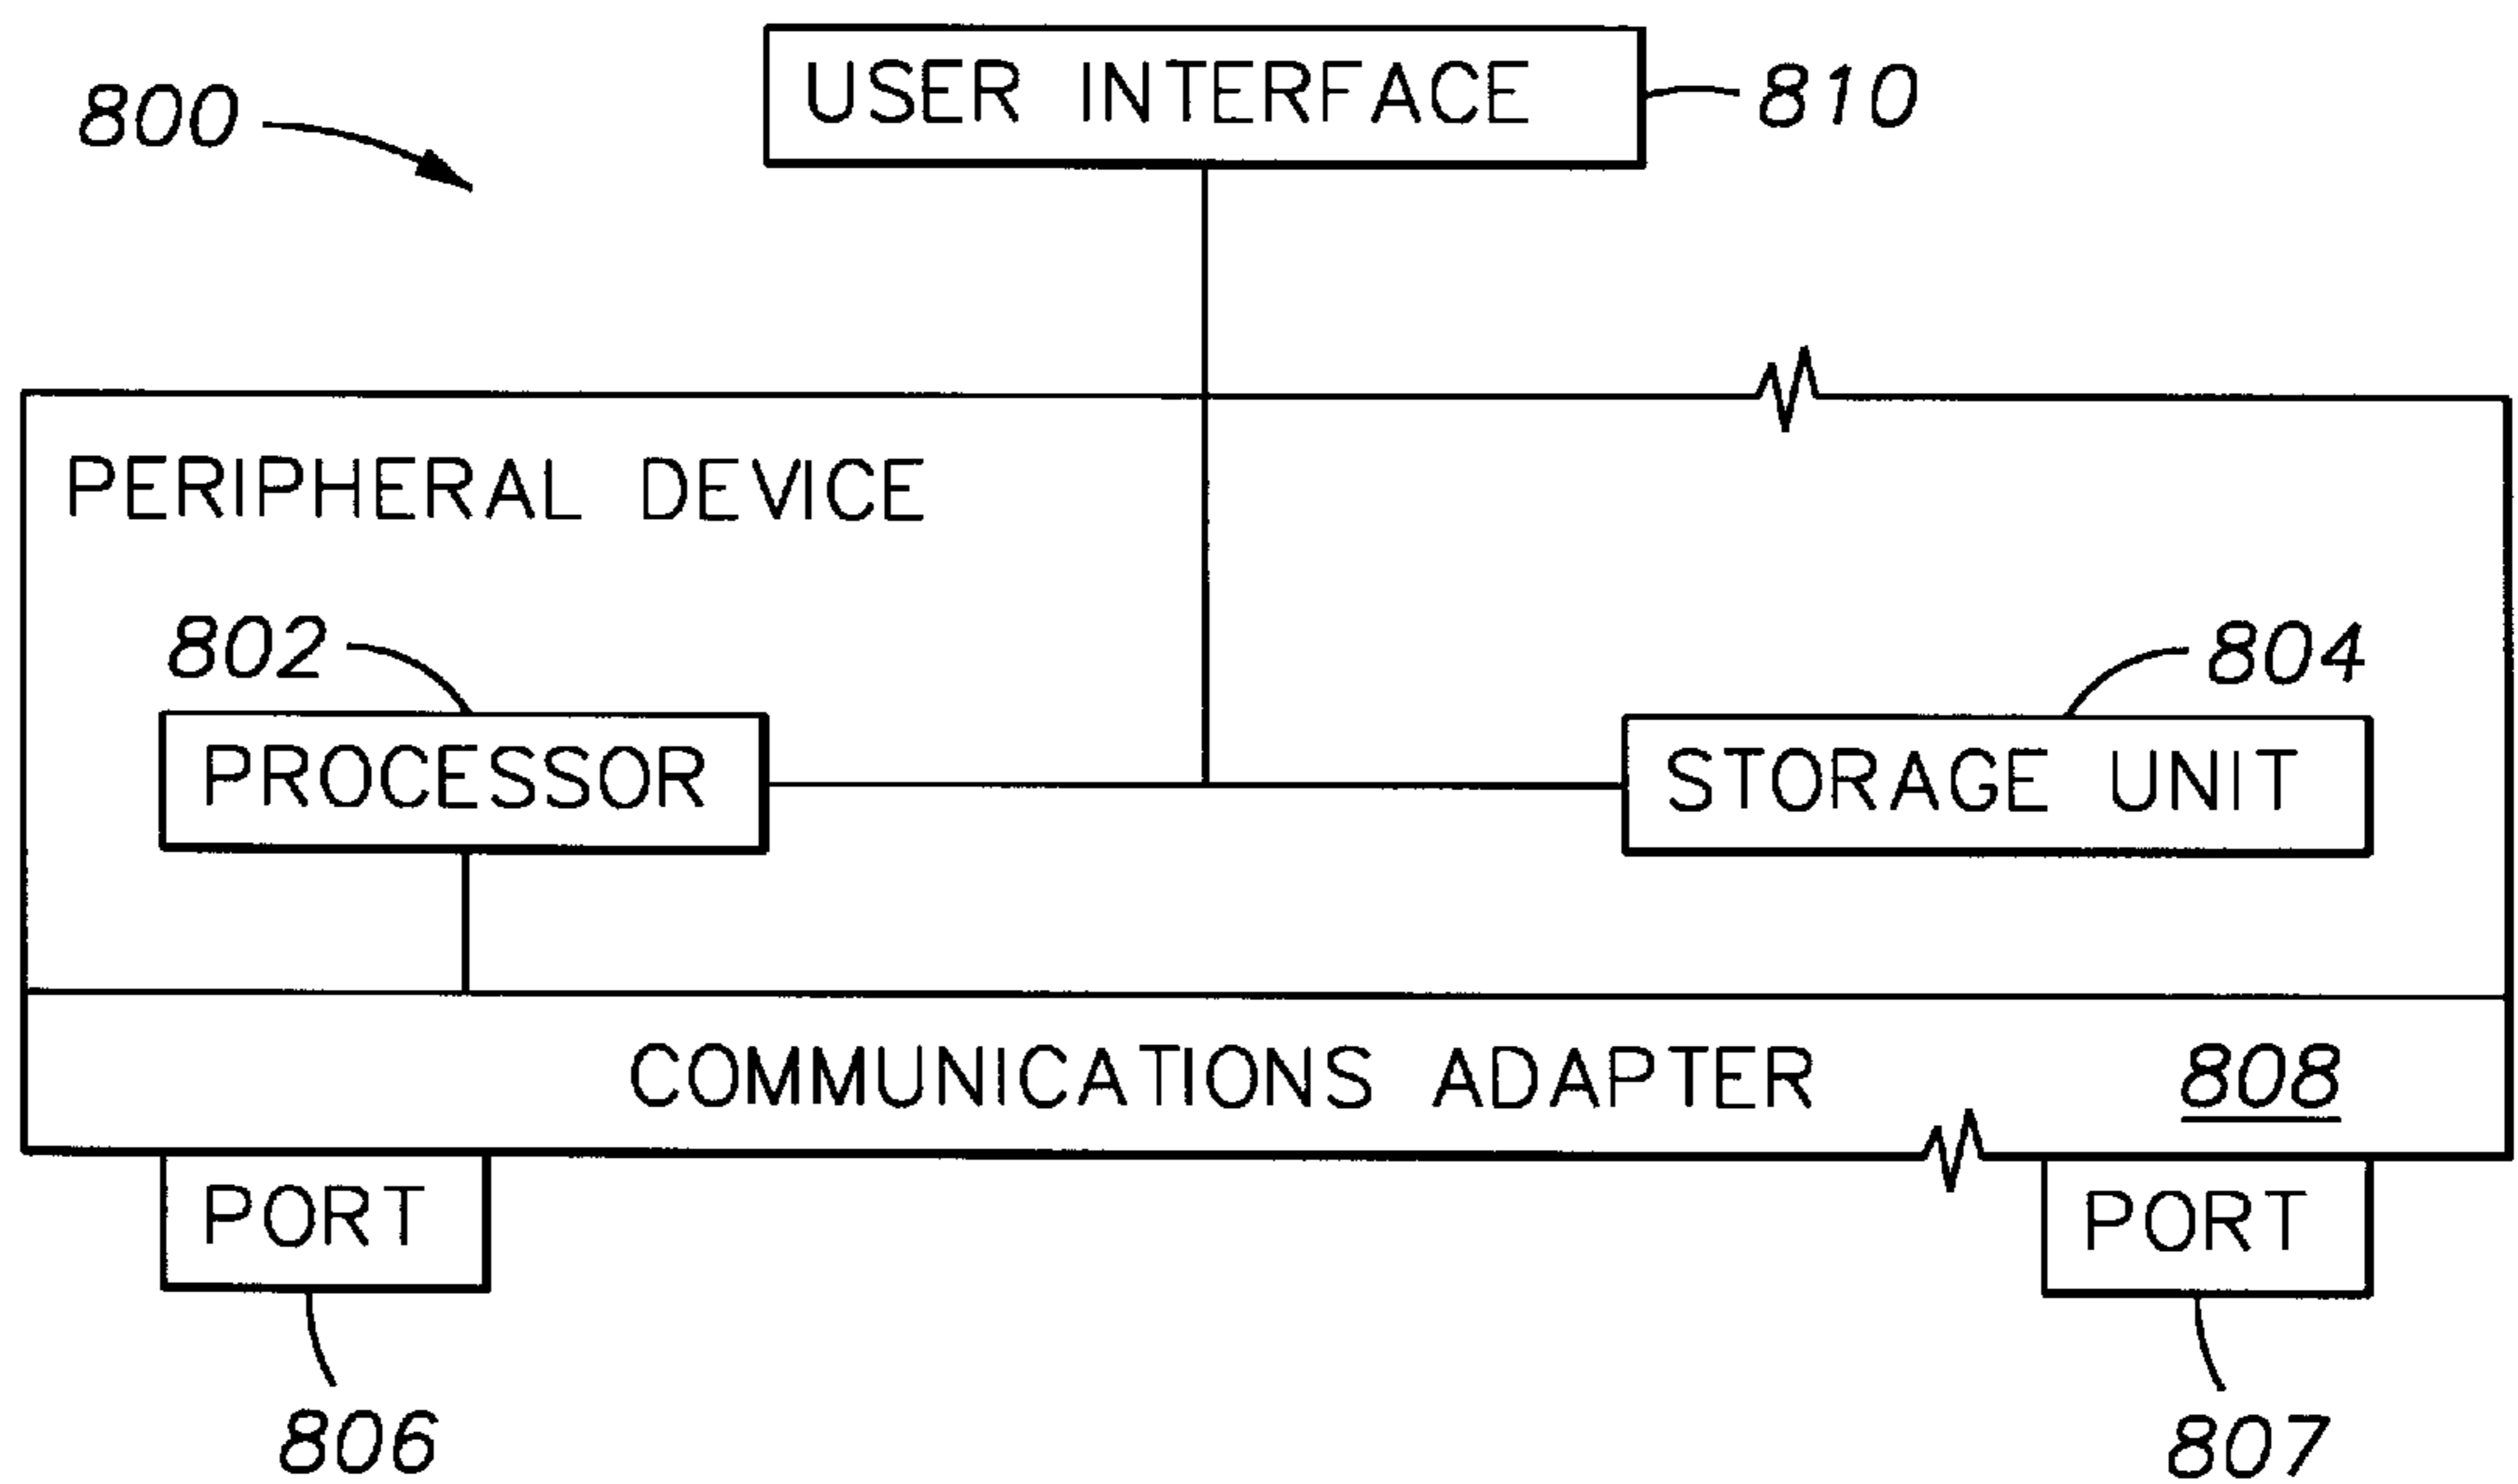 USER INTERFACE
810
800
PERIPHERAL DEVICE
802
804
PROCESSOR
STORAGE UNIT
COMMUNICATIONS ADAPTER
808
PORT
PORT
806
807